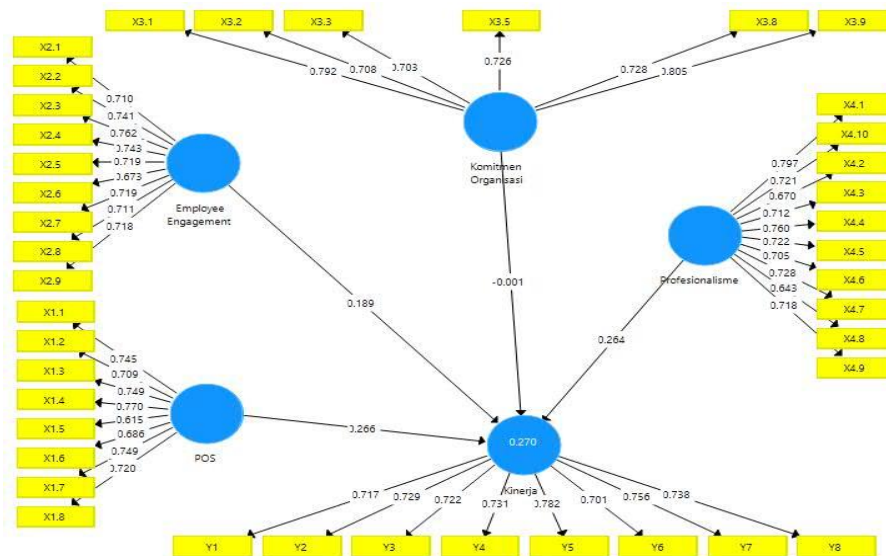 X3.1
X3.2
X3.3
X3.5
X3.8
X3.9
0.792
0.708
0.703
0.726
0.728
0.805
Komitmen
Organisasi
X2.1
X2.2
X2.3
X2.4
X2.5
X2.6
X2.7
X2.8
X2.9
0.710
0.741
0.762
0.743
0.719
0.673
0.719
0.711
0.718
Employee
Engagement
X4.1
X4.10
X4.2
X4.3
X4.4
X4.5
X4.6
X4.7
X4.8
X4.9
0.797
0.721
0.670
0.712
0.760
0.722
0.705
0.728
0.643
0.718
Profesionalisme
0.189
-0.001
0.264
X1.1
X1.2
X1.3
X1.4
X1.5
X1.6
X1.7
X1.8
0.745
0.709
0.749
0.770
0.615
0.686
0.749
0.720
POS
0.266
0.270
Kinerja
0.717
0.729
0.722
0.731
0.782
0.701
0.756
0.738
Y1
Y2
Y3
Y4
Y5
Y6
Y7
Y8